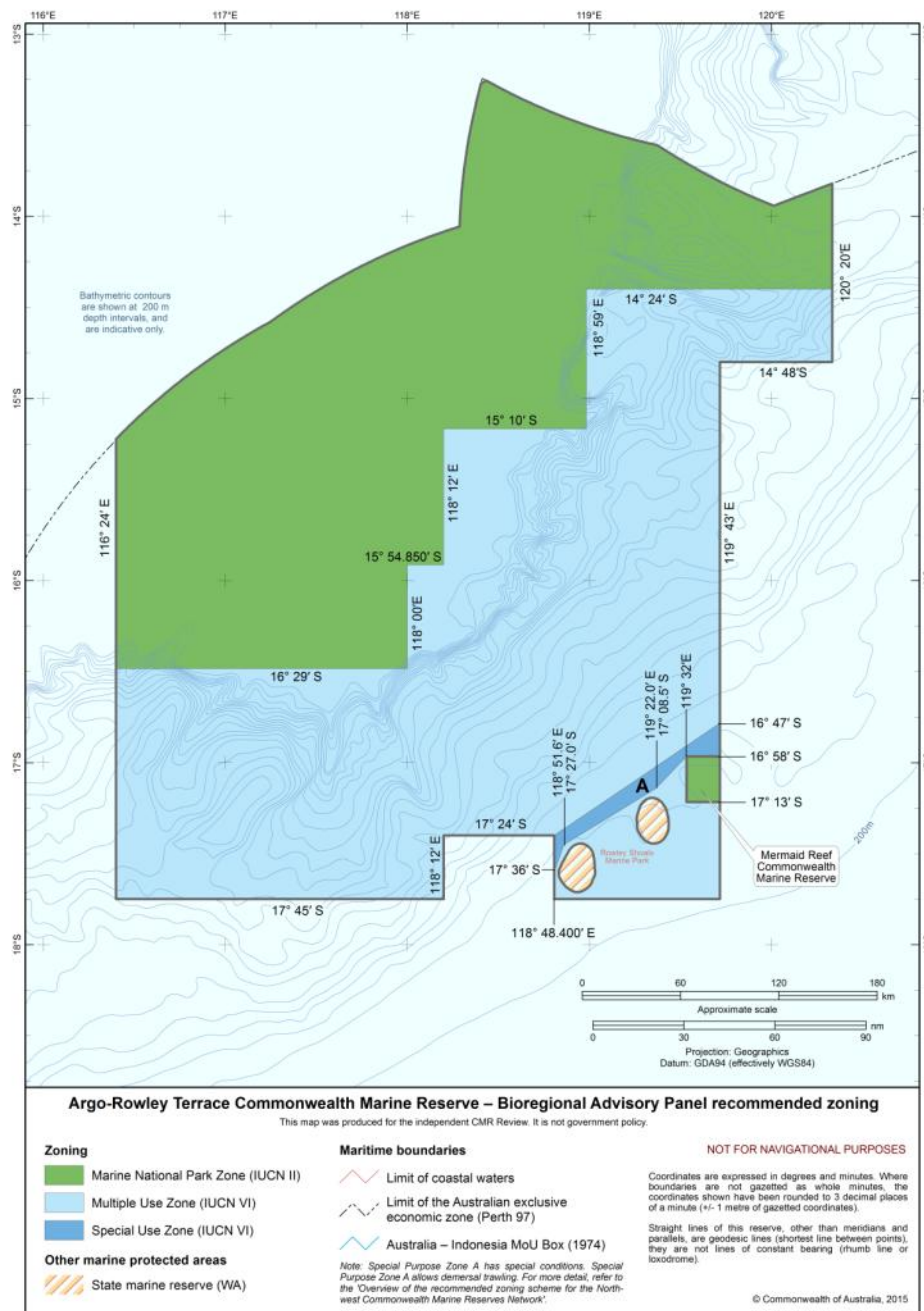 116°E 117°E 118°E 119°E 120°E
13°S
14°S
15°S
16°S
17°S
18°S
Bathymetric contours
are shown at 200 m
depth intervals, and
are indicative only.
120° 20'E
14° 24' S
118° 59' E
14° 48'S
15° 10' S
118° 12' E
116° 24' E
119° 43' E
15° 54.850' S
118° 00'E
16° 29' S
119° 32'E
119° 22.0' E
17° 08.5' S
16° 47' S
118° 51.6' E
17° 27.0' S
16° 58' S
A
17° 13' S
200m
17° 24' S
Rowley Shoals
Marine Park
118° 12' E
17° 36' S
Mermaid Reef
Commonwealth
Marine Reserve
17° 45' S
118° 48.400' E
0 60 120 180
km
Approximate scale
nm
0 30 60 90
Projection: Geographics
Datum: GDA94 (effectively WGS84)
Argo-Rowley Terrace Commonwealth Marine Reserve – Bioregional Advisory Panel recommended zoning
This map was produced for the independent CMR Review. It is not government policy.
Zoning
Marine National Park Zone (IUCN II)
Multiple Use Zone (IUCN VI)
Special Use Zone (IUCN VI)
Other marine protected areas
State marine reserve (WA)
Maritime boundaries
Limit of coastal waters
Limit of the Australian exclusive
economic zone (Perth 97)
Australia – Indonesia MoU Box (1974)
Note: Special Purpose Zone A has special conditions. Special
Purpose Zone A allows demersal trawling. For more detail, refer to
the 'Overview of the recommended zoning scheme for the North-
west Commonwealth Marine Reserves Network'.
NOT FOR NAVIGATIONAL PURPOSES
Coordinates are expressed in degrees and minutes. Where
boundaries are not gazetted as whole minutes, the
coordinates shown have been rounded to 3 decimal places
of a minute (+/- 1 metre of gazetted coordinates).
Straight lines of this reserve, other than meridians and
parallels, are geodesic lines (shortest line between points),
they are not lines of constant bearing (rhumb line or
loxodrome).
© Commonwealth of Australia, 2015